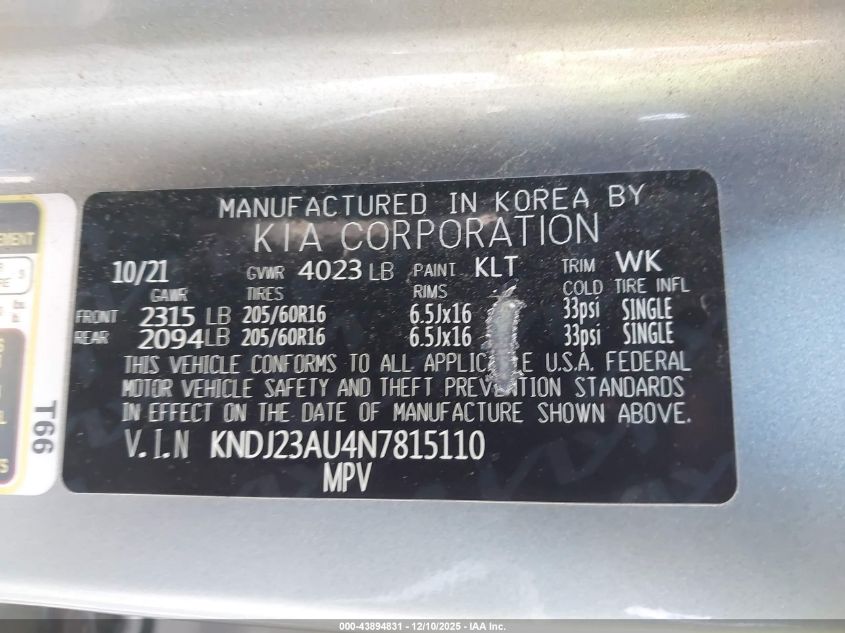 MANUFACTURED IN KOREA BY
KIA CORPORATION
10/21 GVWR 4023 LB PAINT KLT TRIM WK
GAWR TIRES RIMS COLD TIRE INFL
FRONT 2315 LB 205/60R16 6.5Jx16 33psi SINGLE
REAR 2094 LB 205/60R16 6.5Jx16 33psi SINGLE
THIS VEHICLE CONFORMS TO ALL APPLIC E U.S.A. FEDERAL
MOTOR VEHICLE SAFETY AND THEFT PREVENTION STANDARDS
IN EFFECT ON THE DATE OF MANUFACTURE SHOWN ABOVE.
V.I.N KNDJ23AU4N7815110
MPV
T66
000-43894831 - 12/10/2025 - IAA Inc.